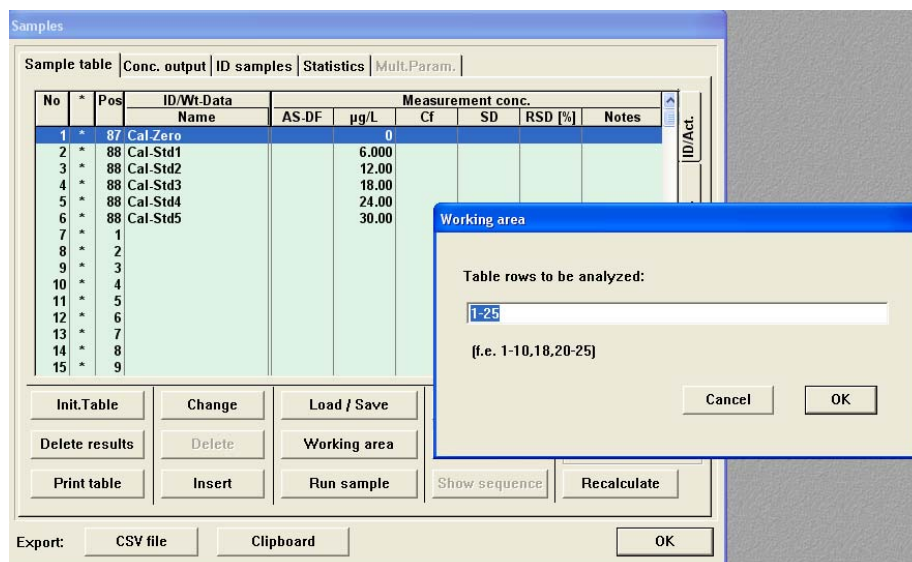 Samples
Sample table Conc. output ID samples Statistics Mult.Param.
No * Pos ID/Wt-Data Measurement conc.
Name AS-DF µg/L Cf SD RSD [%] Notes
ID/Act.
1 * 87 Cal-Zero 0
2 * 88 Cal-Std1 6.000
3 * 88 Cal-Std2 12.00
4 * 88 Cal-Std3 18.00
5 * 88 Cal-Std4 24.00
6 * 88 Cal-Std5 30.00
7 * 1
8 * 2
9 * 3
10 * 4
11 * 5
12 * 6
13 * 7
14 * 8
15 * 9
Working area
Table rows to be analyzed:
1-25
(f.e. 1-10,18,20-25)
Cancel OK
Init.Table Change Load / Save
Delete results Delete Working area
Print table Insert Run sample Show sequence Recalculate
Export: CSV file Clipboard OK